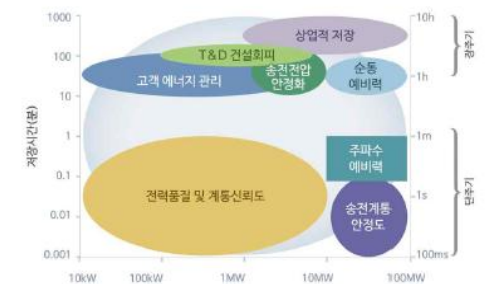 1000
100
10
1
0.1
0.01
0.001
저장시간(분)
상업적 저장
T&D 건설회피
고객 에너지 관리
송전전압
안정화
순동
예비력
주파수
예비력
전력품질 및 계통신뢰도
송전계통
안정도
10h
1h
1m
1s
100ms
장주기
단주기
10kW
100kW
1MW
10MW
100MW